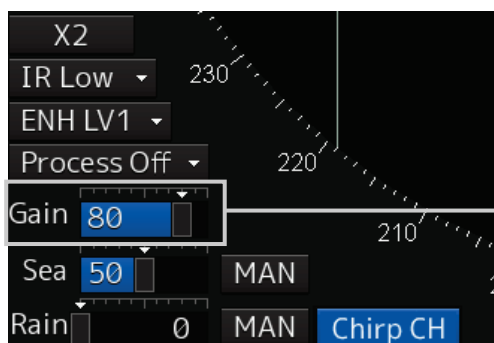 X2
IR Low
230
ENH LV1
Process Off
220
Gain 80
210
Sea 50 MAN
Rain 0 MAN Chirp CH